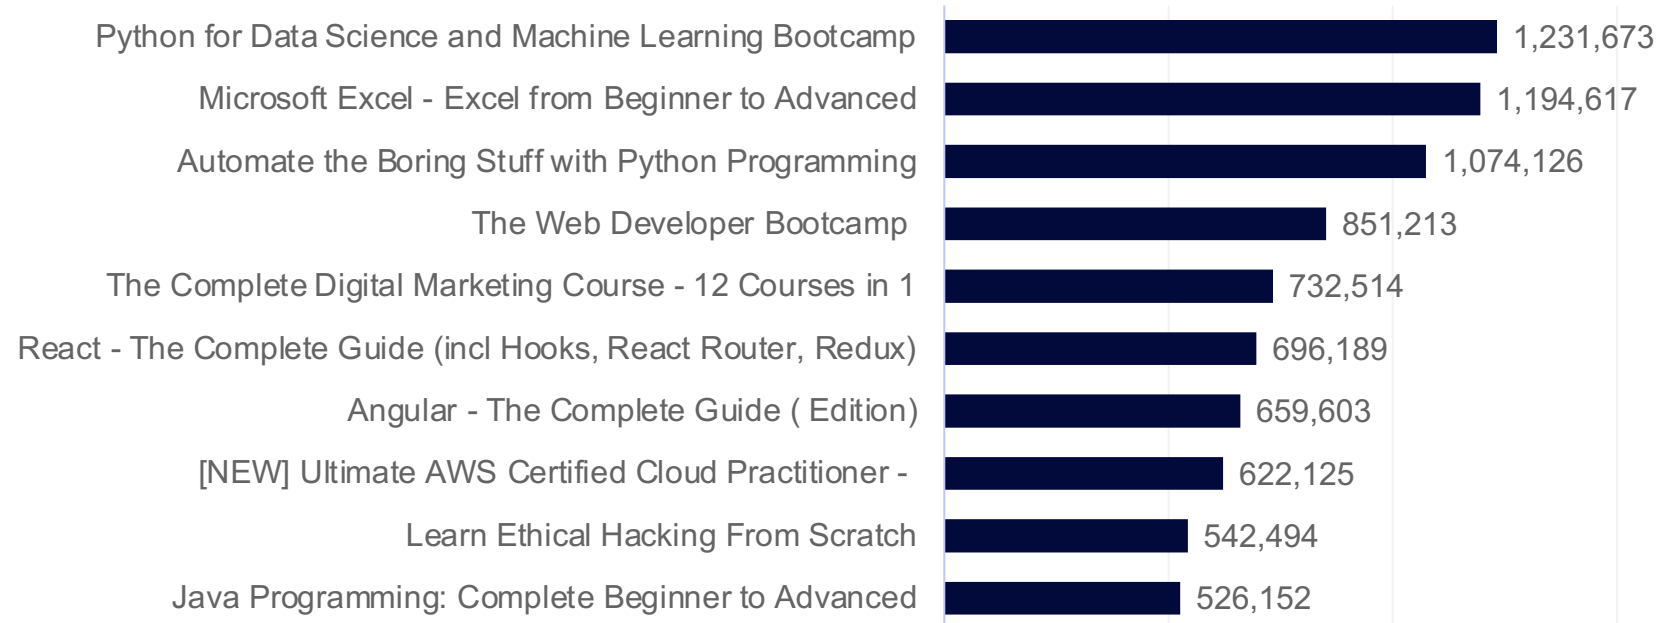 Python for Data Science and Machine Learning Bootcamp 1,231,673
Microsoft Excel - Excel from Beginner to Advanced 1,194,617
Automate the Boring Stuff with Python Programming 1,074,126
The Web Developer Bootcamp 851,213
The Complete Digital Marketing Course - 12 Courses in 1 732,514
React - The Complete Guide (incl Hooks, React Router, Redux) 696,189
Angular - The Complete Guide ( Edition) 659,603
[NEW] Ultimate AWS Certified Cloud Practitioner - 622,125
Learn Ethical Hacking From Scratch 542,494
Java Programming: Complete Beginner to Advanced 526,152